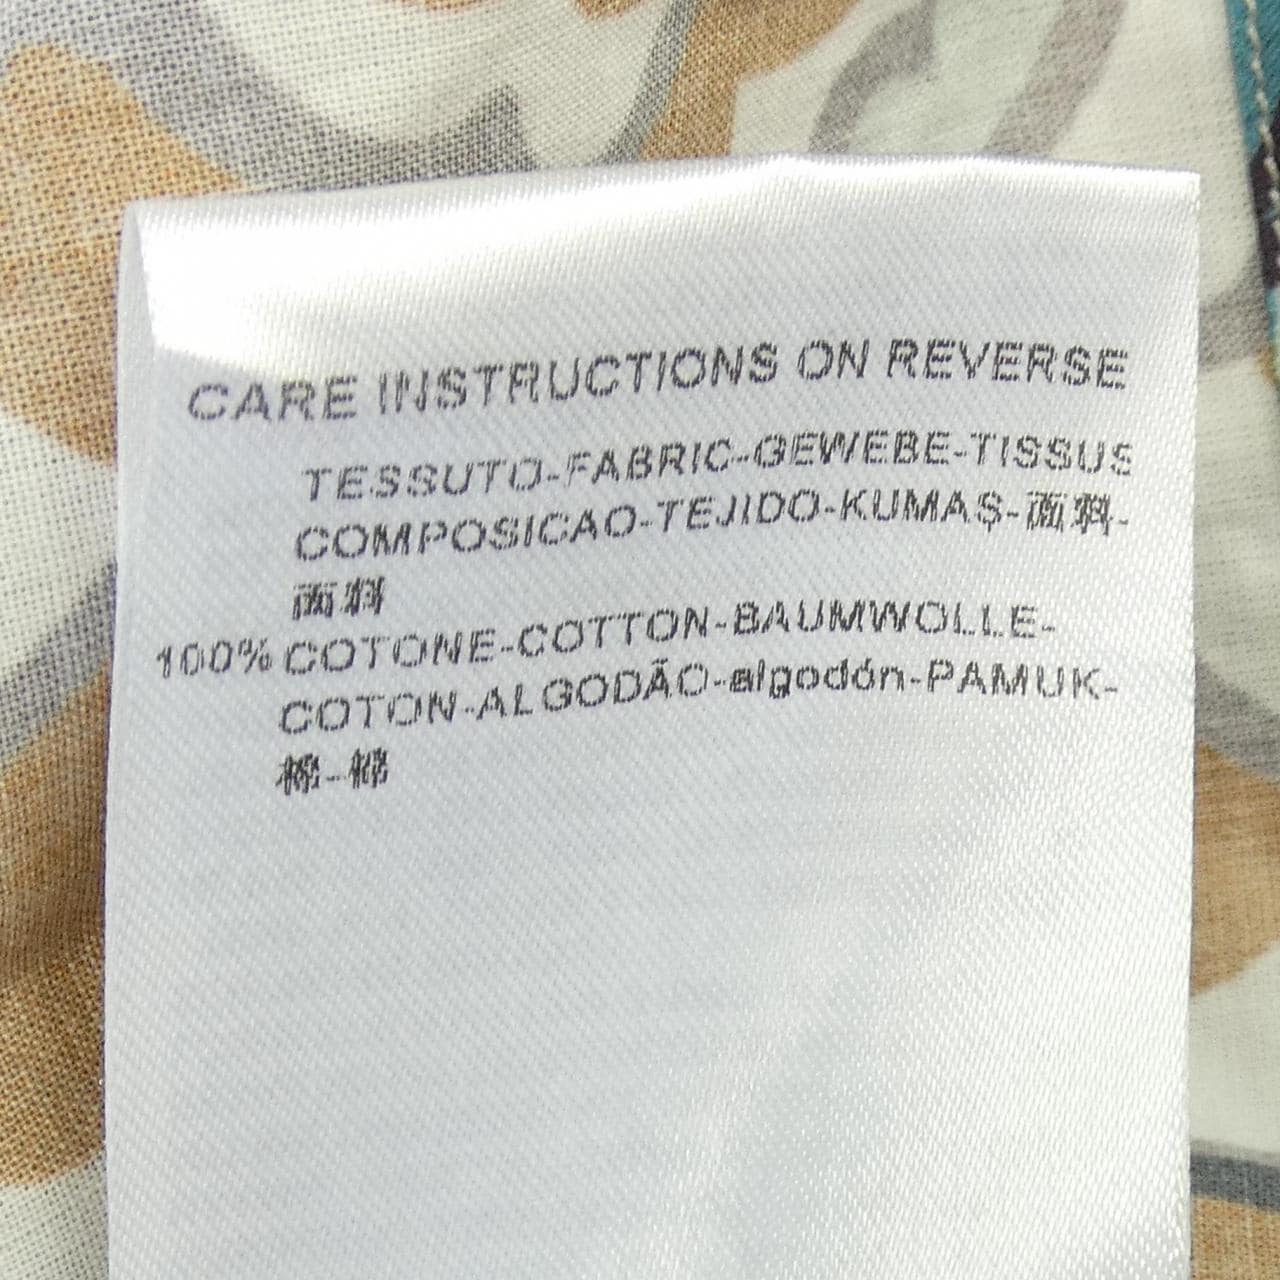 CARE INSTRUCTIONS ON REVERSE
TESSUTO-FABRIC-GEWEBE-TISSUS
COMPOSICAO-TEJIDO-KUMAS-面料-
面料
100% COTONE-COTTON-BAUMWOLLE-
COTON-ALGODÃO-algodón-PAMUK-
棉-棉